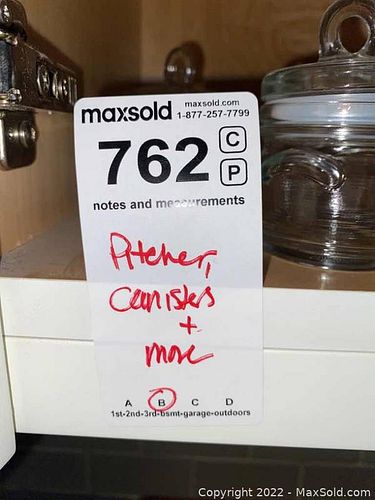 maxsold maxsold.com
1-877-257-7799
762 C
P
notes and measurements
Pitcher,
Canisters
+
more
A B C D
1st-2nd-3rd-bsmt-garage-outdoors
Copyright 2022 - MaxSold.com